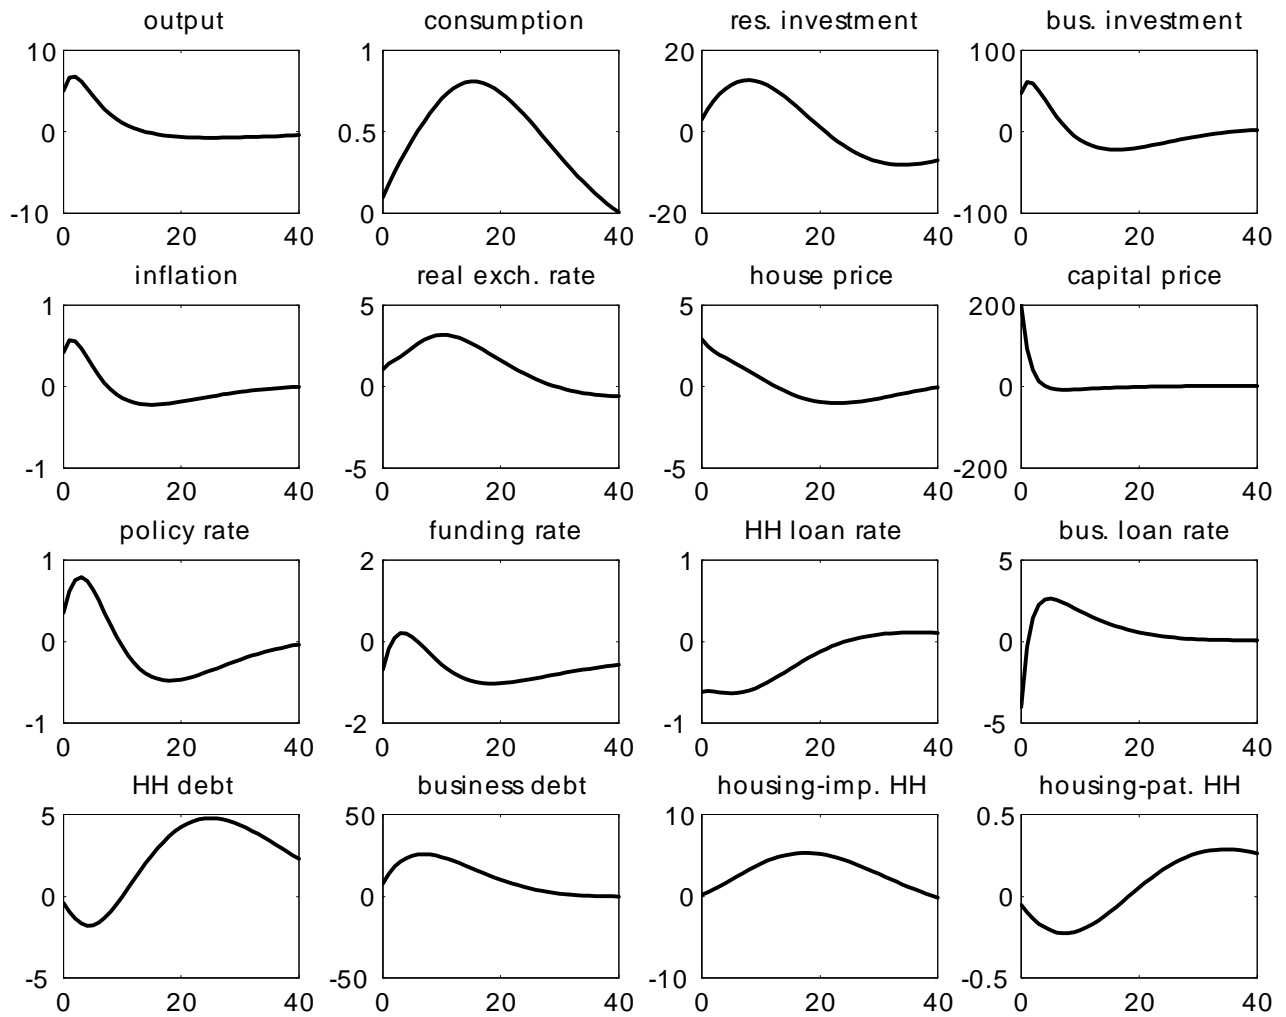 output consumption res. investment bus. investment
10 1 20 100
0 0.5 0 0
-10 0 -20 -100
0 20 40 0 20 40 0 20 40 0 20 40
inflation real exch. rate house price capital price
1 5 5 200
0 0 0 0
-1 -5 -5 -200
0 20 40 0 20 40 0 20 40 0 20 40
policy rate funding rate HH loan rate bus. loan rate
1 2 1 5
0 0 0 0
-1 -2 -1 -5
0 20 40 0 20 40 0 20 40 0 20 40
HH debt business debt housing-imp. HH housing-pat. HH
5 50 10 0.5
0 0 0 0
-5 -50 -10 -0.5
0 20 40 0 20 40 0 20 40 0 20 40